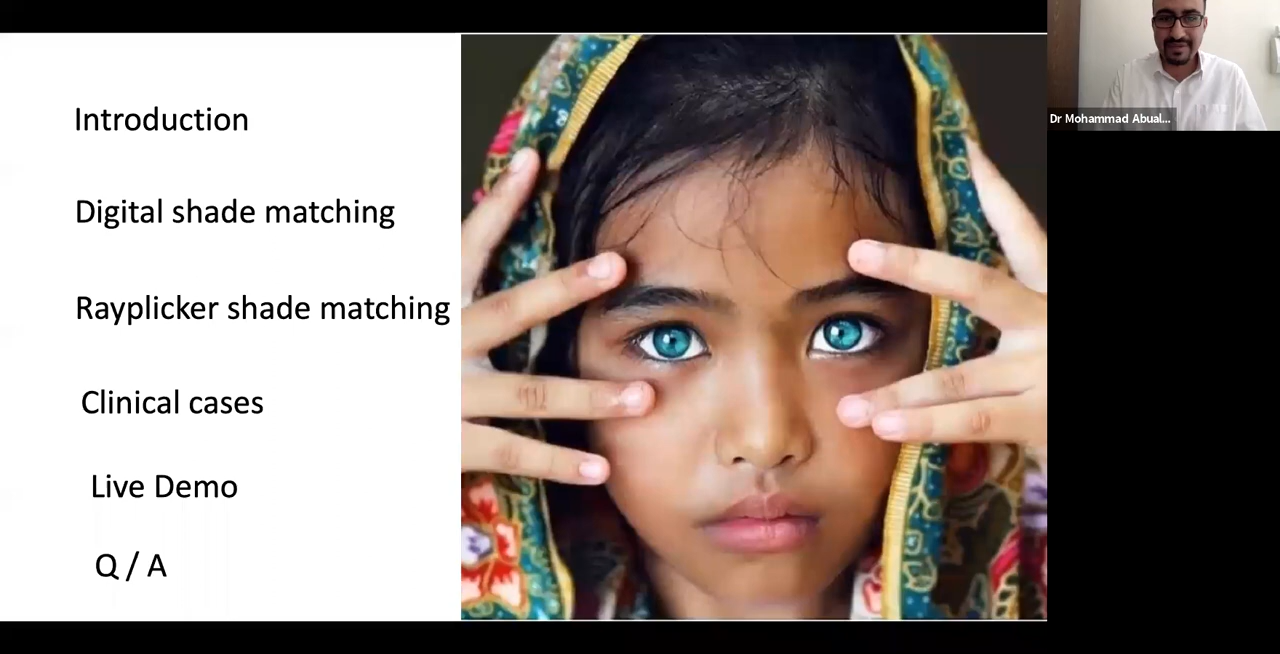 Introduction
Digital shade matching
Rayplicker shade matching
Clinical cases
Live Demo
Q / A
Dr Mohammad Abual...